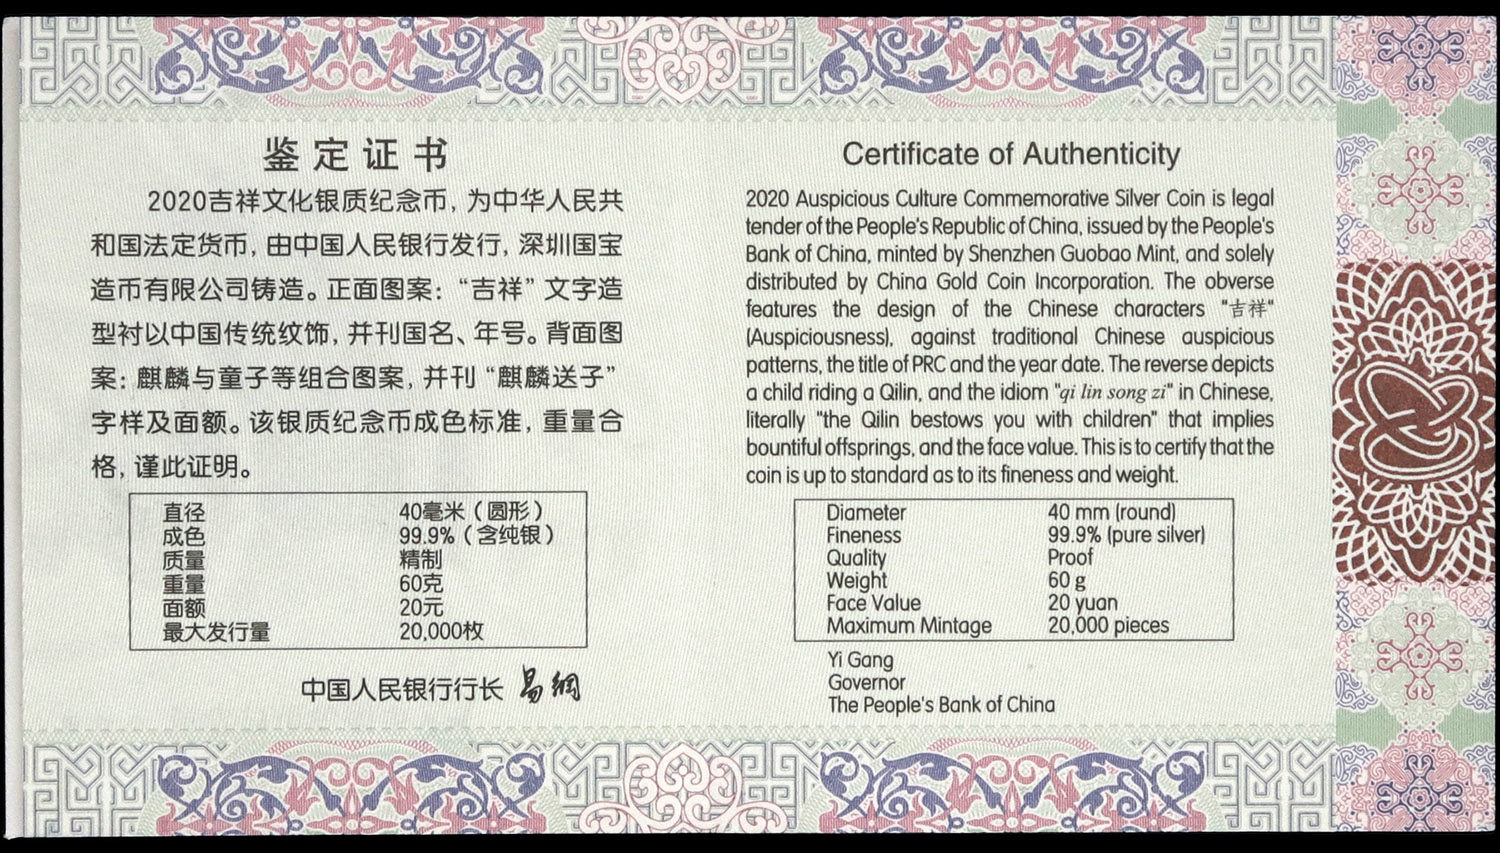 鉴定证书
2020吉祥文化银质纪念币，为中华人民共
和国法定货币，由中国人民银行发行，深圳国宝
造币有限公司铸造。正面图案：“吉祥”文字造
型衬以中国传统纹饰，并刊国名、年号。背面图
案：麒麟与童子等组合图案，并刊“麒麟送子”
字样及面额。该银质纪念币成色标准，重量合
格，谨此证明。
直径 40毫米（圆形）
成色 99.9%（含纯银）
质量 精制
重量 60克
面额 20元
最大发行量 20,000枚
中国人民银行行长 易纲
Certificate of Authenticity
2020 Auspicious Culture Commemorative Silver Coin is legal
tender of the People's Republic of China, issued by the People's
Bank of China, minted by Shenzhen Guobao Mint, and solely
distributed by China Gold Coin Incorporation. The obverse
features the design of the Chinese characters "吉祥"
(Auspiciousness), against traditional Chinese auspicious
patterns, the title of PRC and the year date. The reverse depicts
a child riding a Qilin, and the idiom "qi lin song zi" in Chinese,
literally "the Qilin bestows you with children" that implies
bountiful offsprings, and the face value. This is to certify that the
coin is up to standard as to its fineness and weight.
Diameter 40 mm (round)
Fineness 99.9% (pure silver)
Quality Proof
Weight 60 g
Face Value 20 yuan
Maximum Mintage 20,000 pieces
Yi Gang
Governor
The People's Bank of China